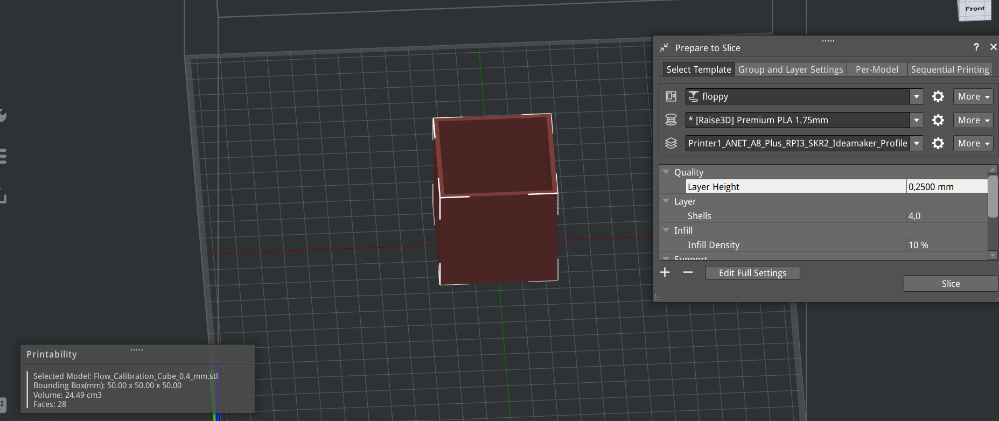 Front
Prepare to Slice
?
Select Template
Group and Layer Settings
Per-Model
Sequential Printing
floppy
More
* [Raise3D] Premium PLA 1.75mm
More
Printer1_ANET_A8_Plus_RPI3_SKR2_Ideamaker_Profile
More
Quality
Layer Height 0,2500 mm
Layer
Shells 4,0
Infill
Infill Density 10 %
Support
Edit Full Settings
Slice
Printability
Selected Model: Flow_Calibration_Cube_0.4_mm.stl
Bounding Box(mm): 50.00 x 50.00 x 50.00
Volume: 24.49 cm3
Faces: 28